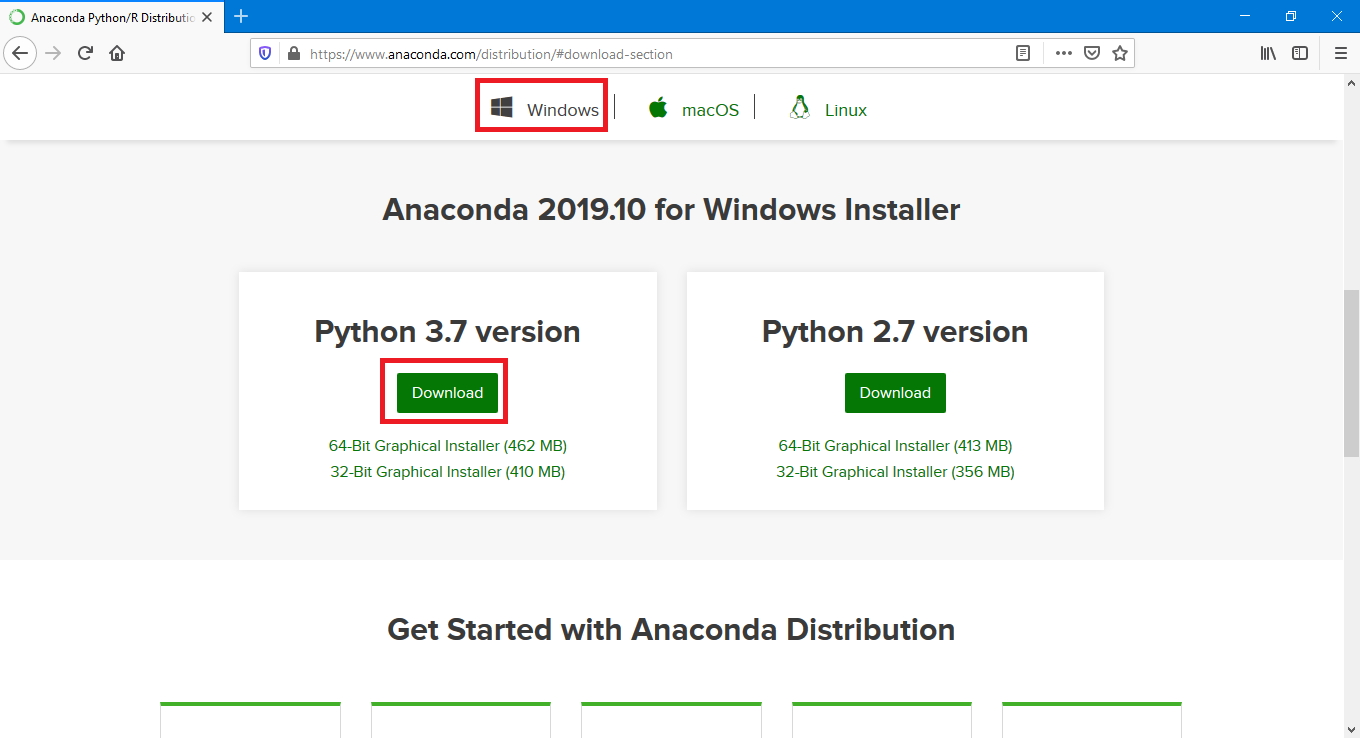 Anaconda Python/R Distributio
https://www.anaconda.com/distribution/#download-section
Windows macOS Linux
Anaconda 2019.10 for Windows Installer
Python 3.7 version
Download
64-Bit Graphical Installer (462 MB)
32-Bit Graphical Installer (410 MB)
Python 2.7 version
Download
64-Bit Graphical Installer (413 MB)
32-Bit Graphical Installer (356 MB)
Get Started with Anaconda Distribution